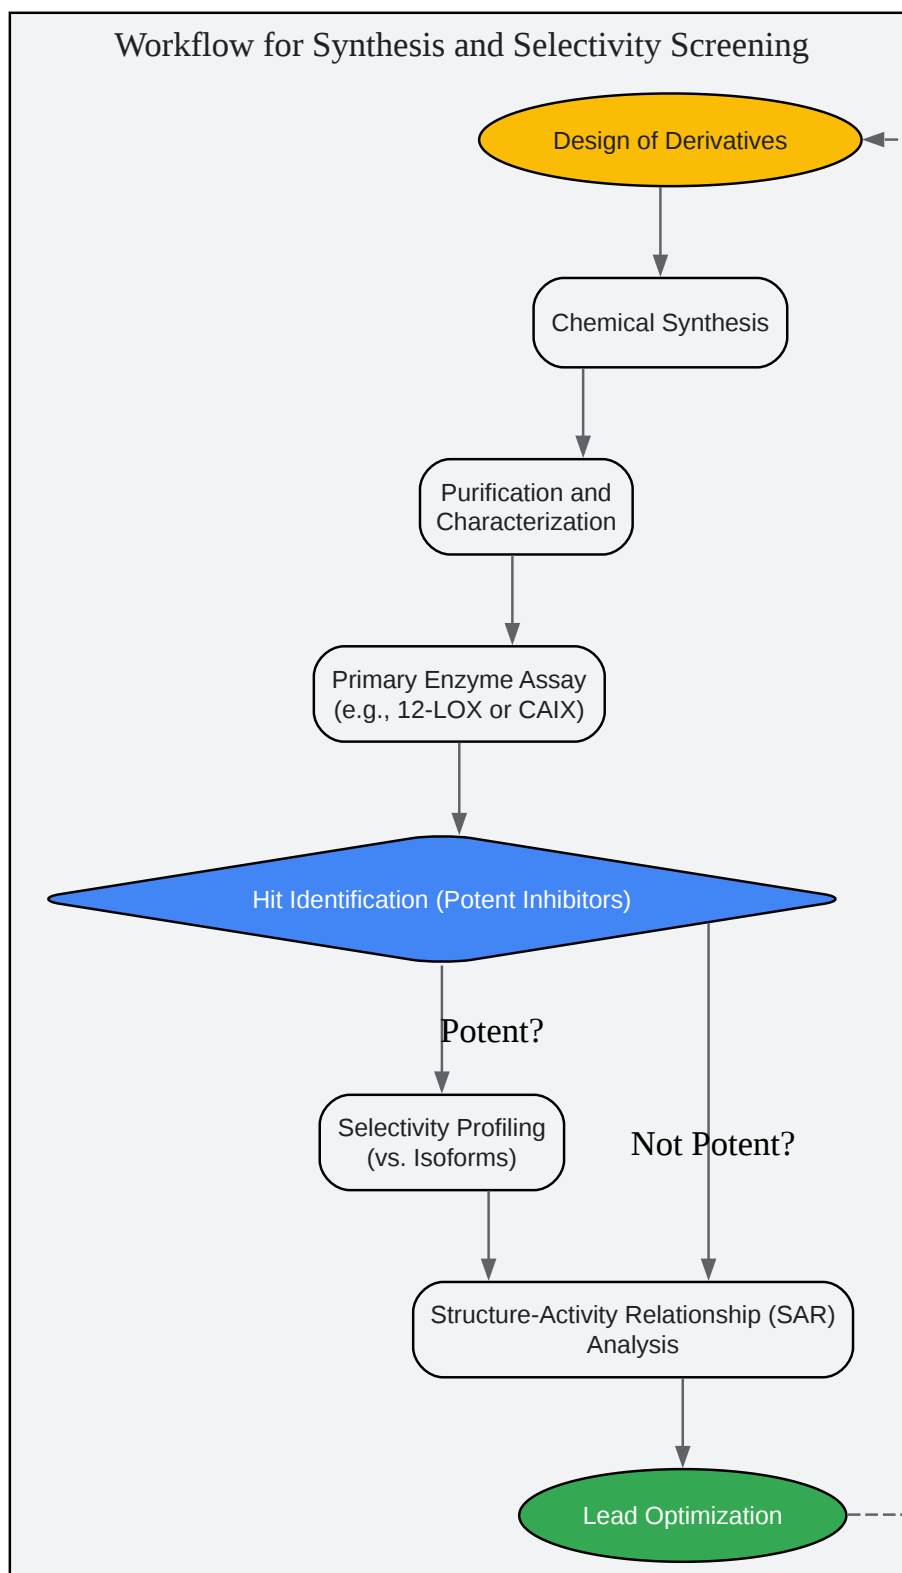 Workflow for Synthesis and Selectivity Screening
Design of Derivatives
Chemical Synthesis
Purification and
Characterization
Primary Enzyme Assay
(e.g., 12-LOX or CAIX)
Hit Identification (Potent Inhibitors)
Potent?
Selectivity Profiling
(vs. Isoforms)
Not Potent?
Structure-Activity Relationship (SAR)
Analysis
Lead Optimization